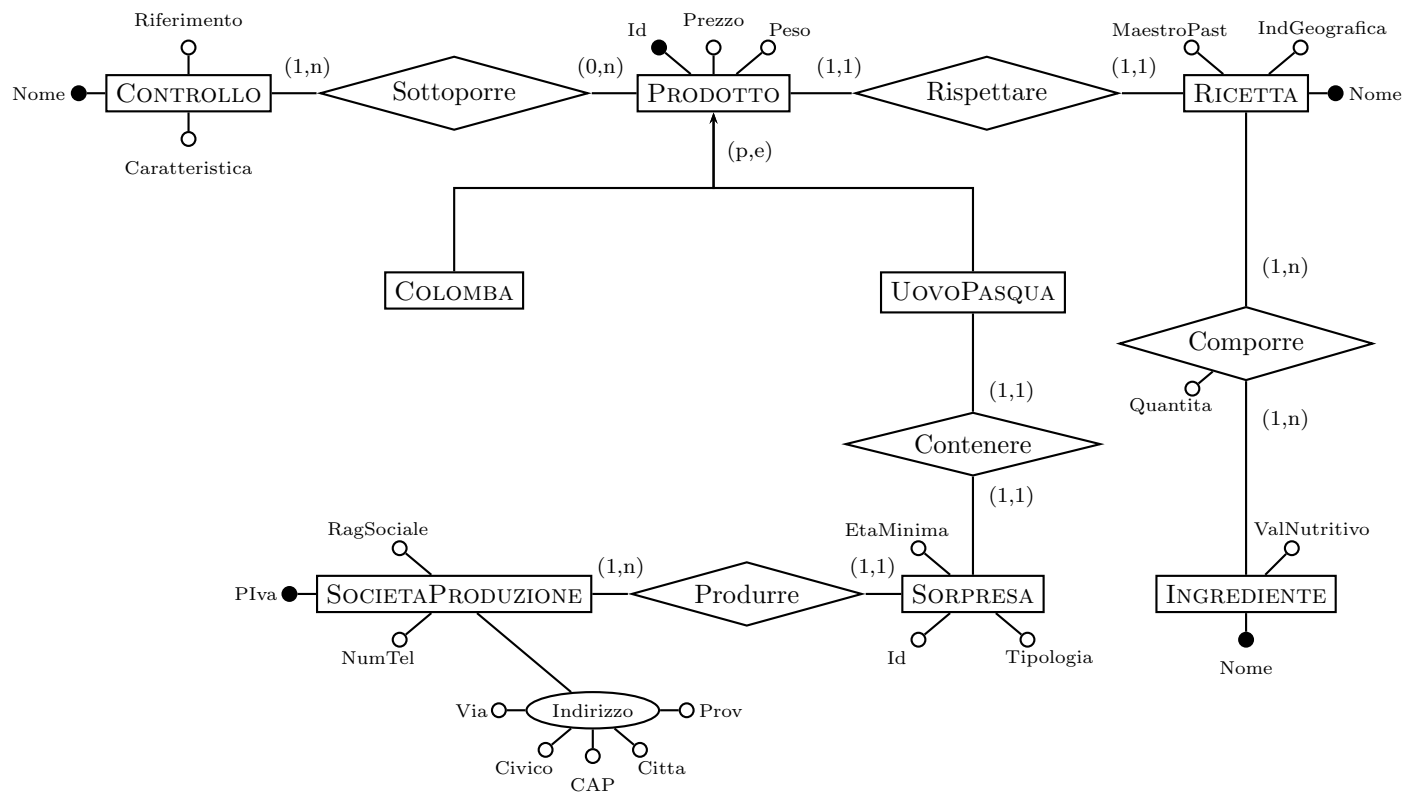 Riferimento
Id
Prezzo
Peso
MaestroPast
IndGeografica
Nome
CONTROLLO
(1,n)
Sottoporre
(0,n)
PRODOTTO
(1,1)
Rispettare
(1,1)
RICETTA
Nome
Caratteristica
(p,e)
COLOMBA
UOVOPASQUA
(1,n)
Comporre
Quantita
(1,n)
(1,1)
Contenere
(1,1)
RagSociale
EtaMinima
ValNutritivo
PIva
SOCIETAPRODUZIONE
(1,n)
Produrre
(1,1)
SORPRESA
INGREDIENTE
NumTel
Id
Tipologia
Nome
Via
Indirizzo
Prov
Civico
CAP
Citta